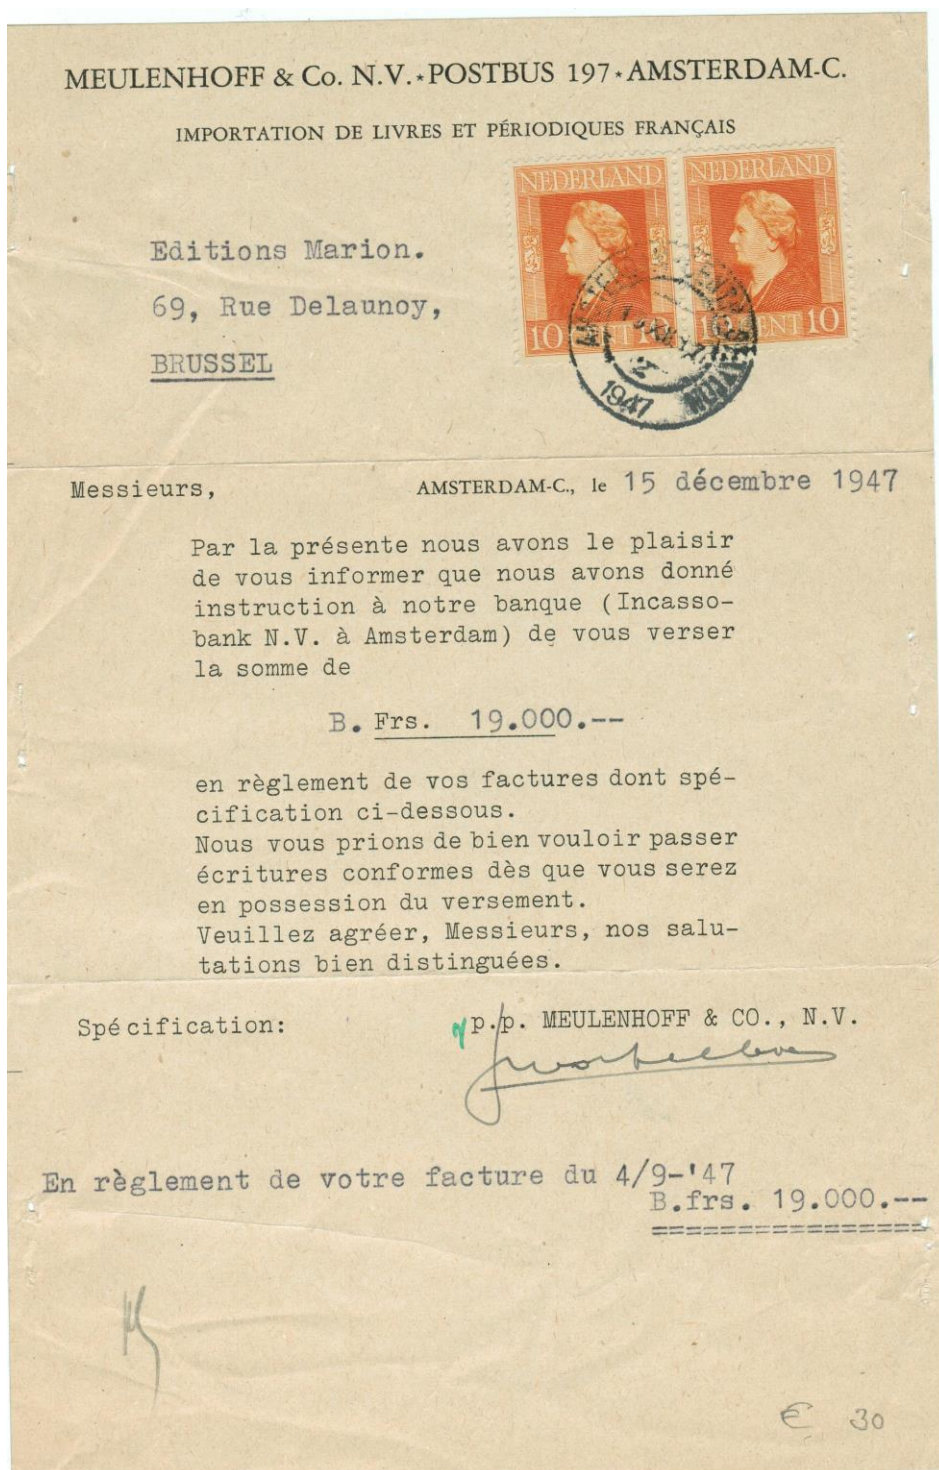 MEULENHOFF & Co. N.V.★POSTBUS 197★AMSTERDAM-C.
IMPORTATION DE LIVRES ET PÉRIODIQUES FRANÇAIS
NEDERLAND NEDERLAND
10 CENT 10 10 CENT 10
1947
Editions Marion.
69, Rue Delaunoy,
BRUSSEL
Messieurs,
AMSTERDAM-C., le 15 décembre 1947
Par la présente nous avons le plaisir
de vous informer que nous avons donné
instruction à notre banque (Incasso-
bank N.V. à Amsterdam) de vous verser
la somme de
B. Frs. 19.000.--
en règlement de vos factures dont spé-
cification ci-dessous.
Nous vous prions de bien vouloir passer
écritures conformes dès que vous serez
en possession du versement.
Veuillez agréer, Messieurs, nos salu-
tations bien distinguées.
Spécification:
p.p. MEULENHOFF & CO., N.V.
En règlement de votre facture du 4/9-'47
B.frs. 19.000.--
================
€ 30